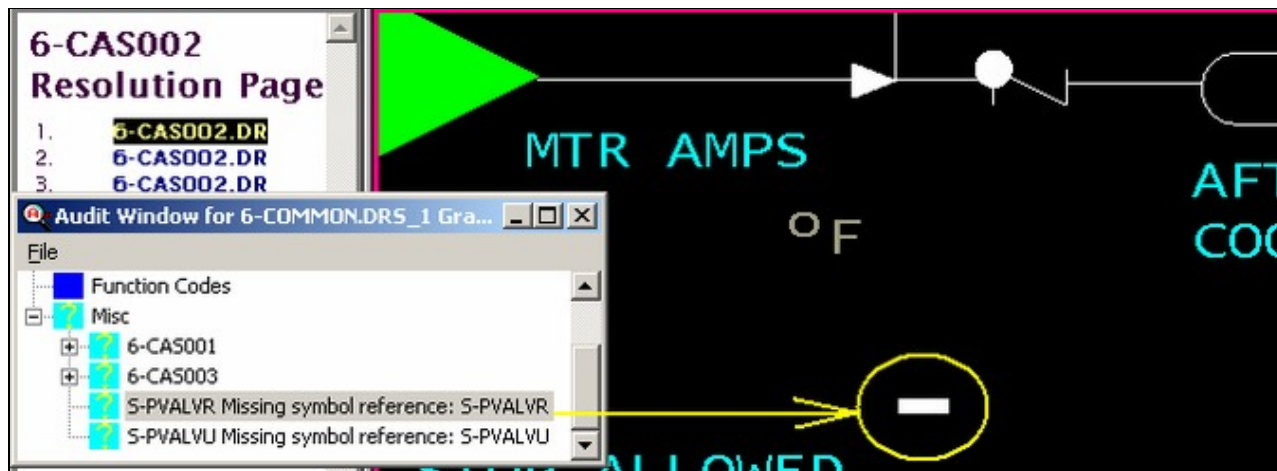 6-CAS002
Resolution Page
1. 6-CAS002.DR
2. 6-CAS002.DR
3. 6-CAS002.DR
Audit Window for 6-COMMON.DRS_1 Gra...
File
Function Codes
Misc
6-CAS001
6-CAS003
S-PVALVR Missing symbol reference: S-PVALVR
S-PVALVU Missing symbol reference: S-PVALVU
MTR AMPS
°F
AFT
COO
ALLOWED